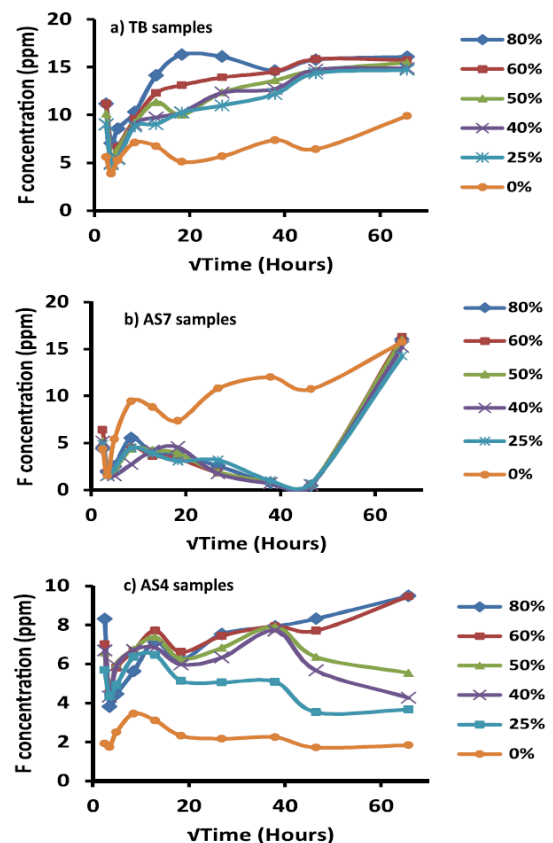 a) TB samples
F concentration (ppm)
20
15
10
5
0
0 20 40 60
√Time (Hours)
80%
60%
50%
40%
25%
0%
b) AS7 samples
F concentration (ppm)
20
15
10
5
0
0 20 40 60
√Time (Hours)
80%
60%
50%
40%
25%
0%
c) AS4 samples
F concentration (ppm)
10
8
6
4
2
0
0 20 40 60
√Time (Hours)
80%
60%
50%
40%
25%
0%